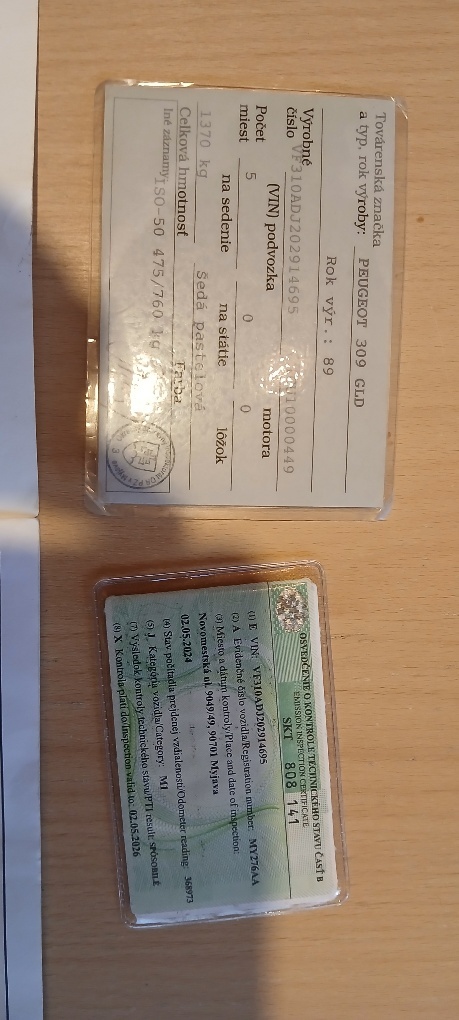 Továrenská značka
a typ, rok výroby: PEUGEOT 309 GLD
Rok výr.: 89
Výrobné
číslo VF310ADJ202914695 10000449
(VIN) podvozka motora
Počet
miest 5 0 0
na sedenie na státie lôžok
1370 kg šedá pastelová
Celková hmotnosť Farba
Iné záznamy ISO-50 475/760 kg
OSVEDČENIE O KONTROLE TECHNICKÉHO STAVU ČASŤ B
EMISSION INSPECTION CERTIFICATE
SKT 808 141
(1) E VIN: VF310ADJ202914695
(2) A Evidenčné číslo vozidla/Registration number: MY276AA
(3) Miesto a dátum kontroly/Place and date of inspection:
Novomestská ul. 9049/49, 90701 Myjava
02.05.2024
(4) Stav počítadla prejdenej vzdialenosti/Odometer reading: 368973
(5) J Kategória vozidla/Category: M1
(7) Výsledok kontroly technického stavu/PTI result: SPÔSOBILÉ
(8) X Kontrola platí do/Inspection valid to: 02.05.2026